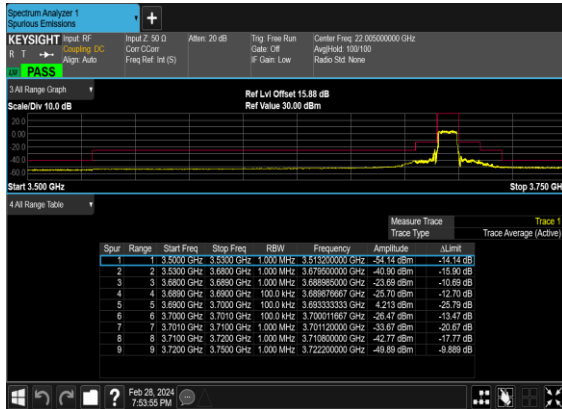 Spectrum Analyzer 1
Spurious Emissions
KEYSIGHT Input: RF Input Z: 50 Ω Atten: 20 dB Trig: Free Run Center Freq: 22.005000000 GHz
R T Coupling: DC Corr CCorr Gate: Off Avg|Hold: 100/100
Align: Auto Freq Ref: Int (S) IF Gain: Low Radio Std: None
PASS
3 All Range Graph Ref Lvl Offset 15.88 dB
Scale/Div 10.0 dB Ref Value 30.00 dBm
20.0
0.00
-20.0
-40.0
-60.0
Start 3.500 GHz Stop 3.750 GH
4 All Range Table
Measure Trace Trace 1
Trace Type Trace Average (Active)
Spur Range Start Freq Stop Freq RBW Frequency Amplitude ΔLimit
1 1 3.5000 GHz 3.5300 GHz 1.000 MHz 3.513200000 GHz -54.14 dBm -14.14 dB
2 2 3.5300 GHz 3.6800 GHz 1.000 MHz 3.679500000 GHz -40.90 dBm -15.90 dB
3 3 3.6800 GHz 3.6890 GHz 1.000 MHz 3.688985000 GHz -23.69 dBm -10.69 dB
4 4 3.6890 GHz 3.6900 GHz 100.0 kHz 3.689876667 GHz -25.70 dBm -12.70 dB
5 5 3.6900 GHz 3.7000 GHz 100.0 kHz 3.693333333 GHz 4.213 dBm -25.79 dB
6 6 3.7000 GHz 3.7010 GHz 100.0 kHz 3.700011667 GHz -26.47 dBm -13.47 dB
7 7 3.7010 GHz 3.7100 GHz 1.000 MHz 3.701120000 GHz -33.67 dBm -20.67 dB
8 8 3.7100 GHz 3.7200 GHz 1.000 MHz 3.710800000 GHz -42.77 dBm -17.77 dB
9 9 3.7200 GHz 3.7500 GHz 1.000 MHz 3.722200000 GHz -49.89 dBm -9.889 dB
Feb 28, 2024
7:53:55 PM